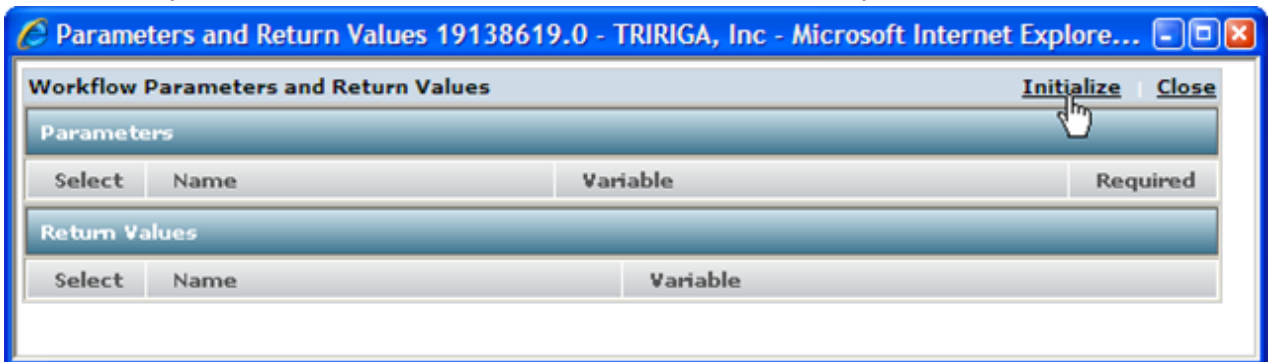 Parameters and Return Values 19138619.0 - TRIRIGA, Inc - Microsoft Internet Explore...
Workflow Parameters and Return Values Initialize | Close
Parameters
Select Name Variable Required
Return Values
Select Name Variable